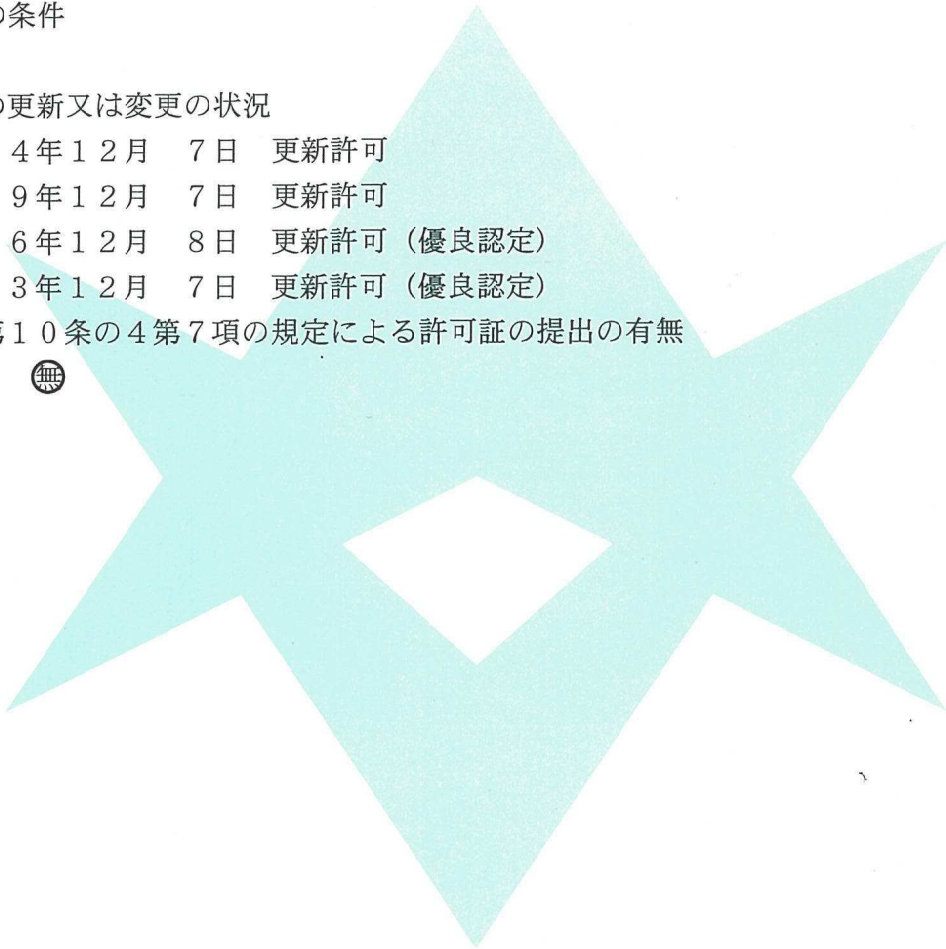 の条件
の更新又は変更の状況
４年１２月　７日　更新許可
９年１２月　７日　更新許可
６年１２月　８日　更新許可（優良認定）
３年１２月　７日　更新許可（優良認定）
第１０条の４第７項の規定による許可証の提出の有無
無